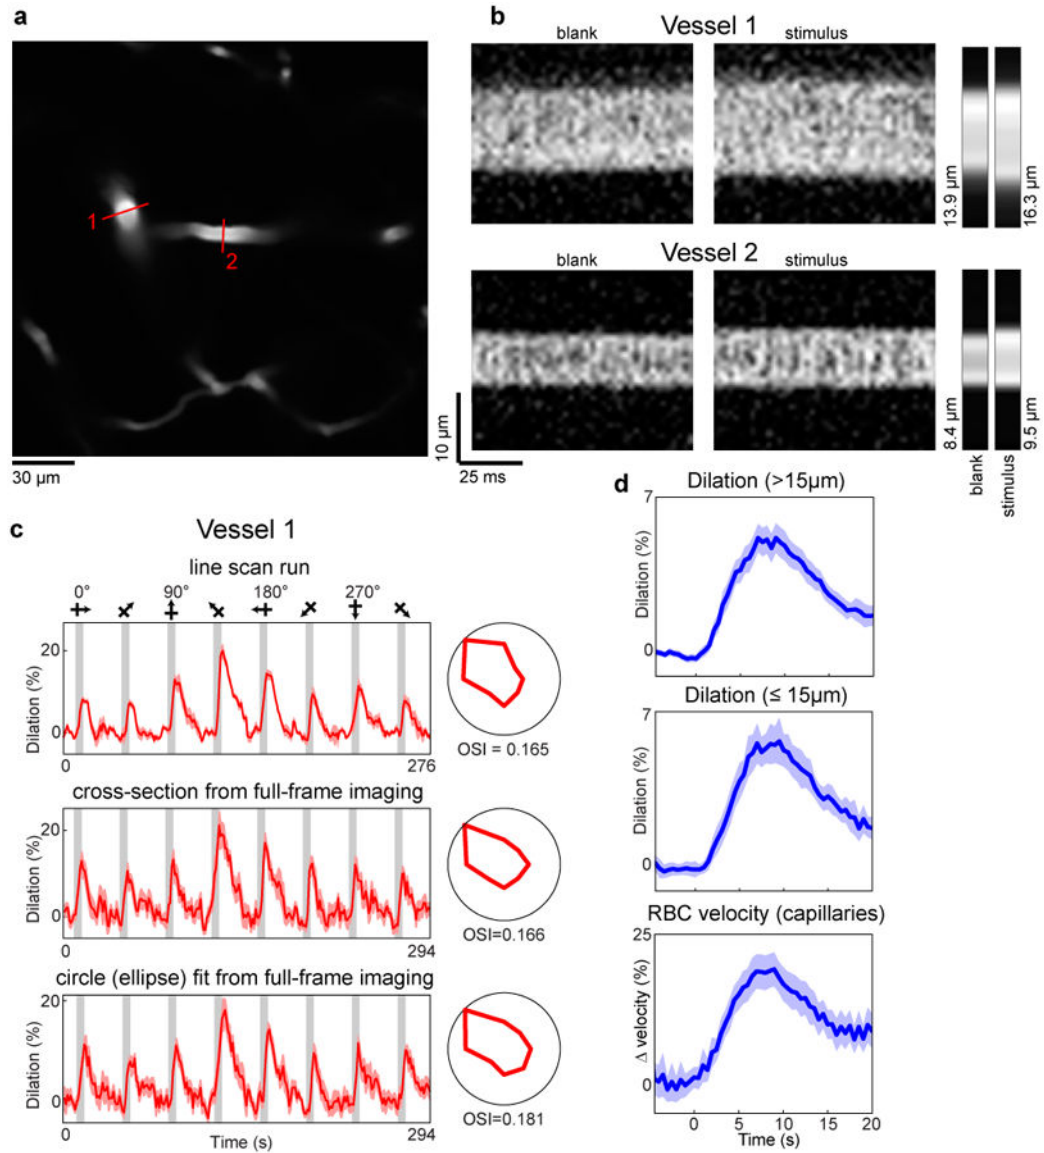 a
1
2
30 µm
b
Vessel 1
blank
stimulus
13.9 µm
16.3 µm
Vessel 2
blank
stimulus
8.4 µm
9.5 µm
10 µm
25 ms
blank
stimulus
c
Vessel 1
line scan run
0°
90°
180°
270°
Dilation (%)
20
0
0
276
OSI = 0.165
cross-section from full-frame imaging
Dilation (%)
20
0
0
294
OSI=0.166
circle (ellipse) fit from full-frame imaging
Dilation (%)
20
0
0
294
Time (s)
OSI=0.181
d
Dilation (>15µm)
7
Dilation (%)
0
Dilation (≤ 15µm)
7
Dilation (%)
0
RBC velocity (capillaries)
25
Δ velocity (%)
0
0
5
10
15
20
Time (s)